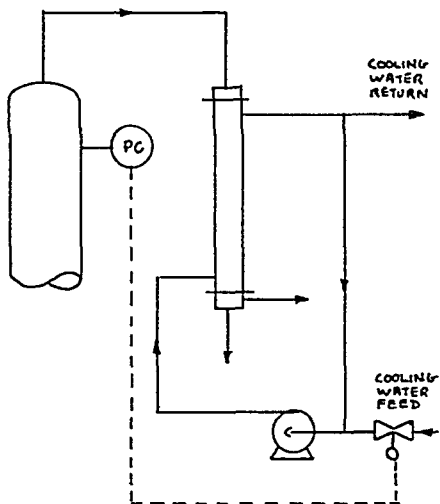 COOLING
WATER
RETURN
PC
COOLING
WATER
FEED